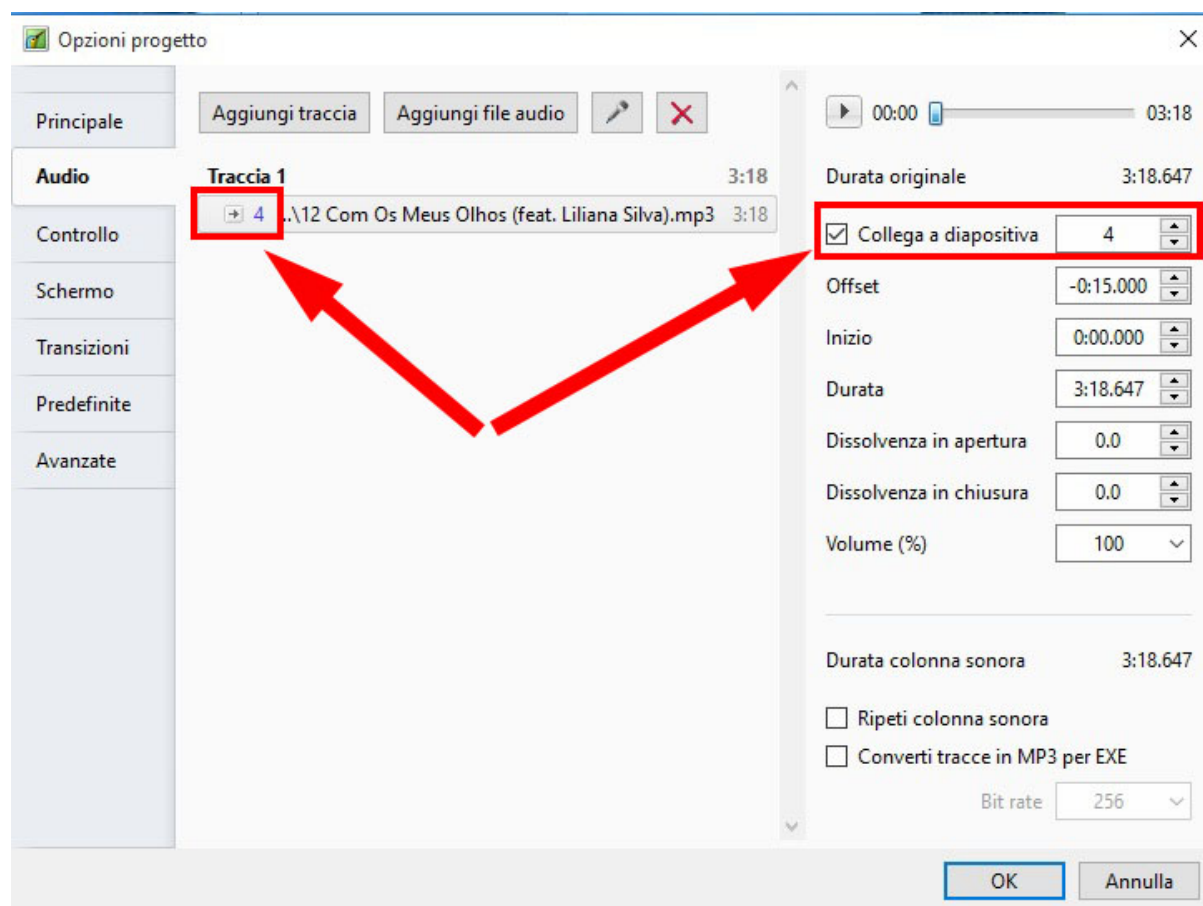 Opzioni progetto
Principale
Audio
Controllo
Schermo
Transizioni
Predefinite
Avanzate
Aggiungi traccia Aggiungi file audio
Traccia 1 3:18
4 ..\12 Com Os Meus Olhos (feat. Liliana Silva).mp3 3:18
00:00 03:18
Durata originale 3:18.647
Collega a diapositiva 4
Offset -0:15.000
Inizio 0:00.000
Durata 3:18.647
Dissolvenza in apertura 0.0
Dissolvenza in chiusura 0.0
Volume (%) 100
Durata colonna sonora 3:18.647
Ripeti colonna sonora
Converti tracce in MP3 per EXE
Bit rate 256
OK Annulla